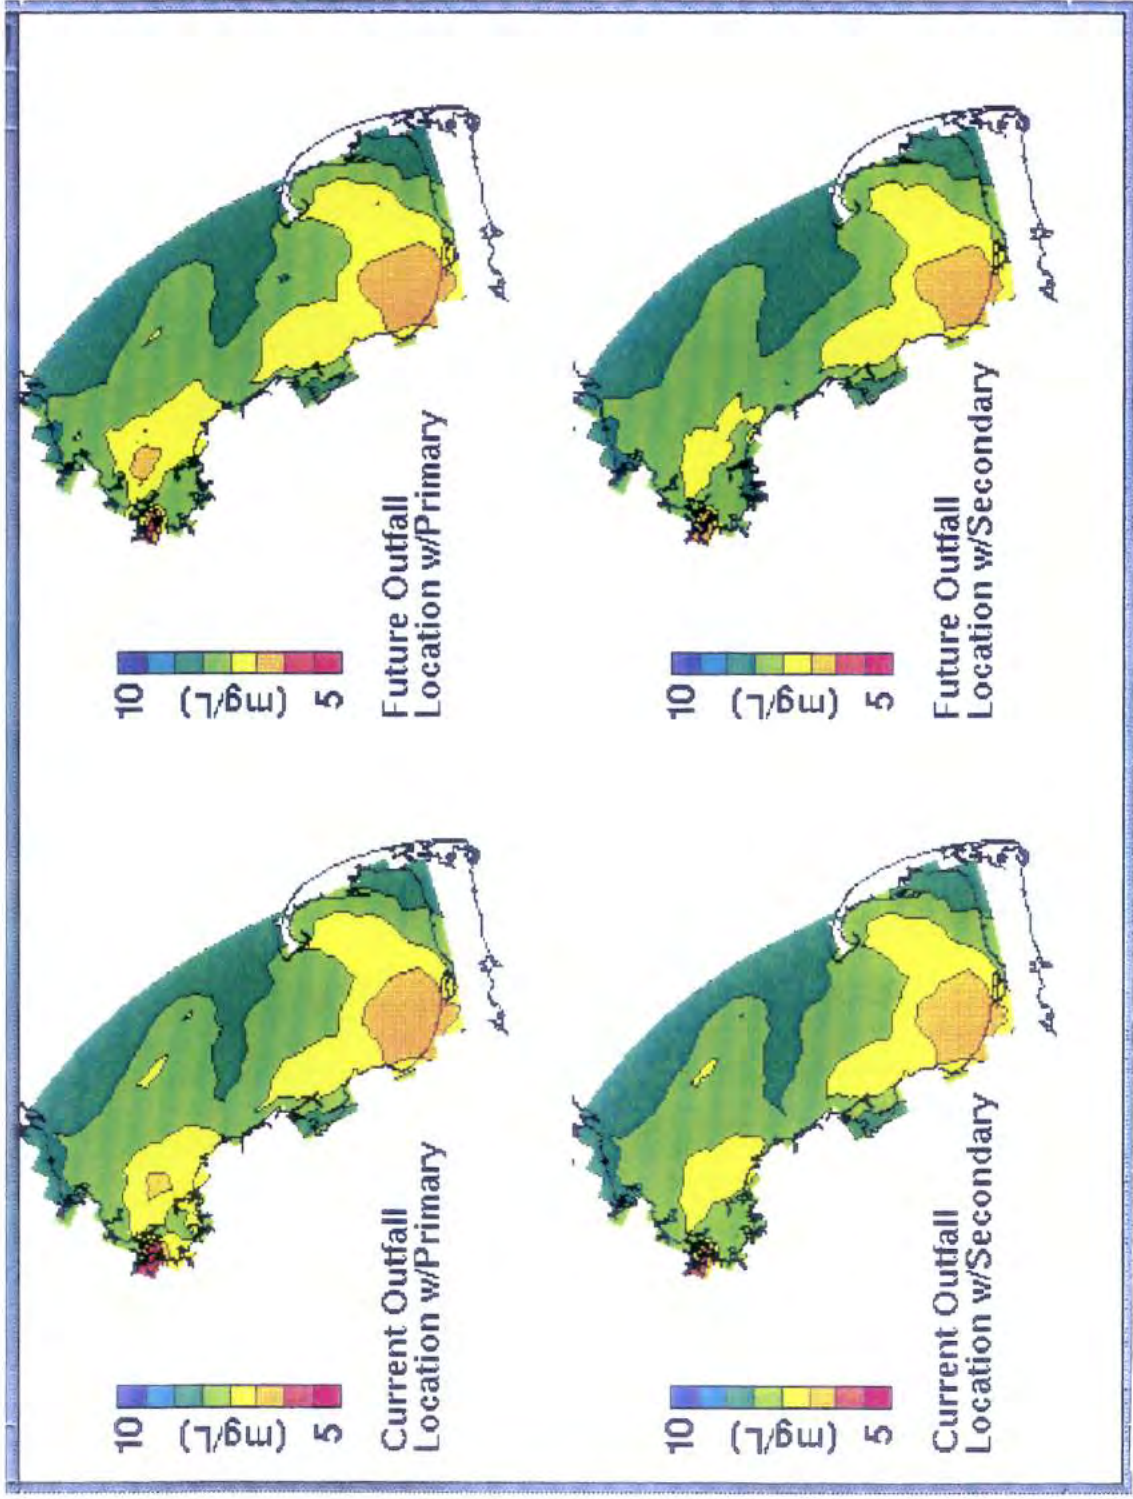 10
(mg/L)
5
Current Outfall
Location w/Primary
10
(mg/L)
5
Future Outfall
Location w/Primary
10
(mg/L)
5
Current Outfall
Location w/Secondary
10
(mg/L)
5
Future Outfall
Location w/Secondary